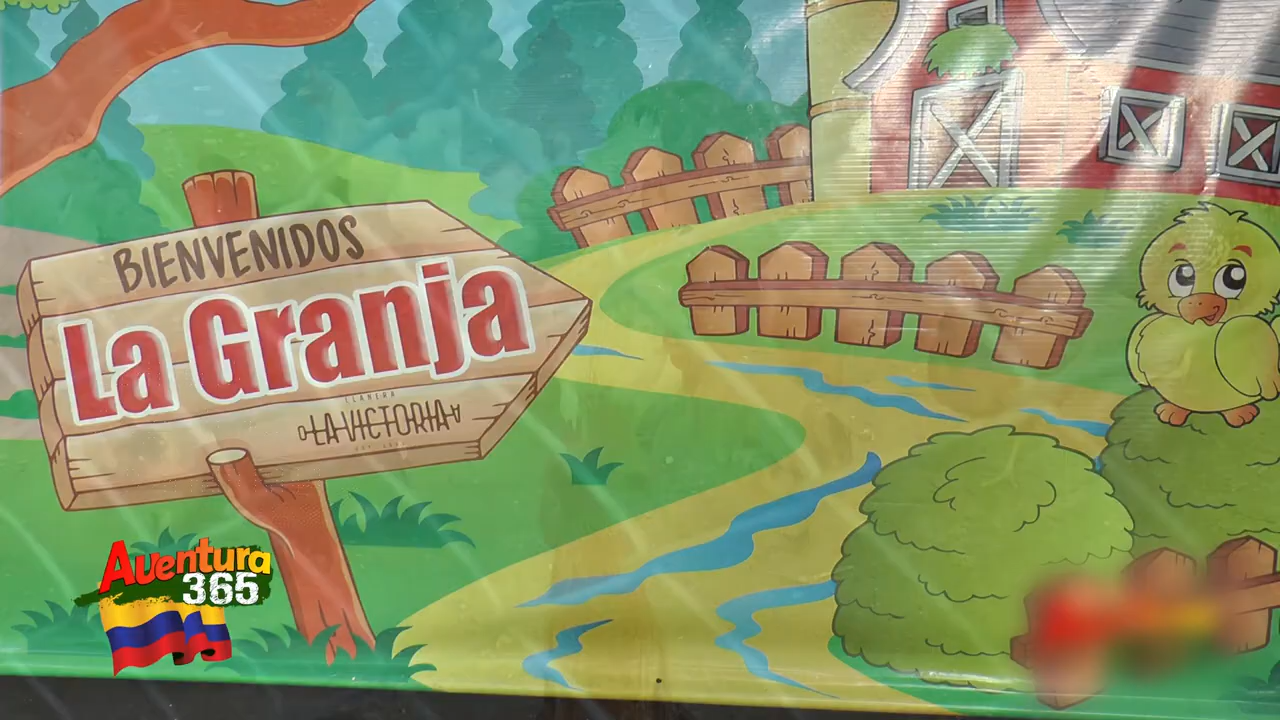 BIENVENIDOS
La Granja
LLANERA
LA VICTORIA
Aventura
365